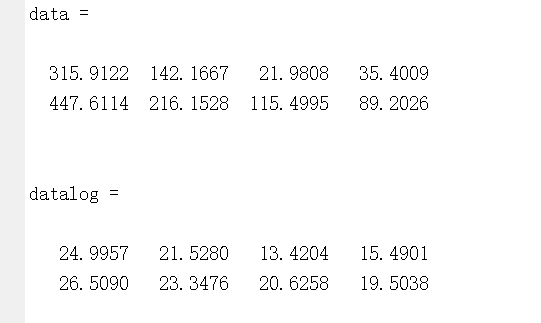 data =
315.9122 142.1667 21.9808 35.4009
447.6114 216.1528 115.4995 89.2026
datalog =
24.9957 21.5280 13.4204 15.4901
26.5090 23.3476 20.6258 19.5038